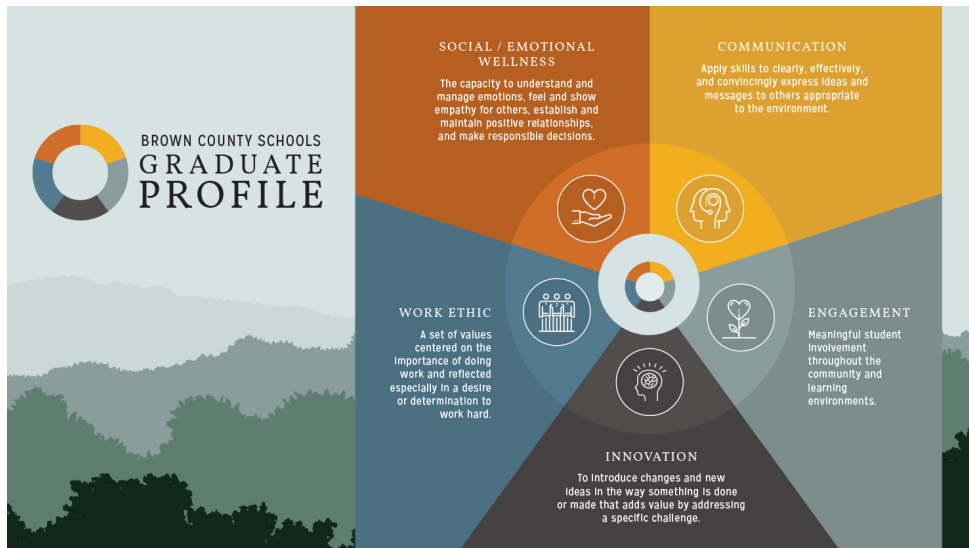 BROWN COUNTY SCHOOLS
GRADUATE
PROFILE
SOCIAL / EMOTIONAL
WELLNESS
The capacity to understand and
manage emotions, feel and show
empathy for others, establish and
maintain positive relationships,
and make responsible decisions.
COMMUNICATION
Apply skills to clearly, effectively,
and convincingly express ideas and
messages to others appropriate
to the environment.
WORK ETHIC
A set of values
centered on the
importance of doing
work and reflected
especially in a desire
or determination to
work hard.
ENGAGEMENT
Meaningful student
involvement
throughout the
community and
learning
environments.
INNOVATION
To introduce changes and new
ideas in the way something is done
or made that adds value by addressing
a specific challenge.